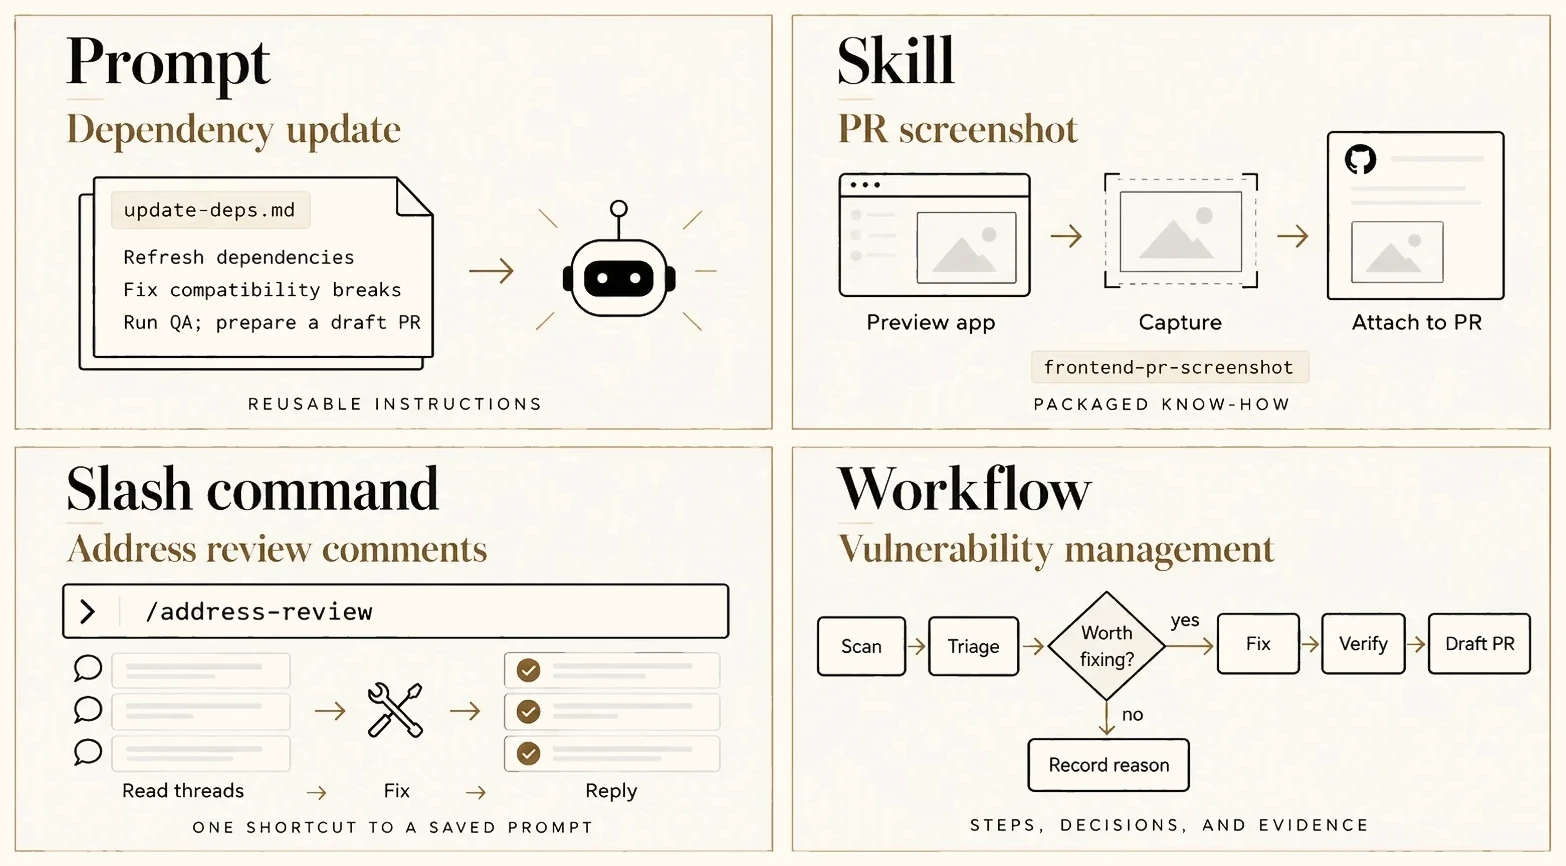 Prompt
Dependency update
update-deps.md
Refresh dependencies
Fix compatibility breaks
Run QA; prepare a draft PR
REUSABLE INSTRUCTIONS
Skill
PR screenshot
Preview app
Capture
Attach to PR
frontend-pr-screenshot
PACKAGED KNOW-HOW
Slash command
Address review comments
/address-review
Read threads
Fix
Reply
ONE SHORTCUT TO A SAVED PROMPT
Workflow
Vulnerability management
Scan
Triage
Worth
fixing?
yes
Fix
Verify
Draft PR
no
Record reason
STEPS, DECISIONS, AND EVIDENCE